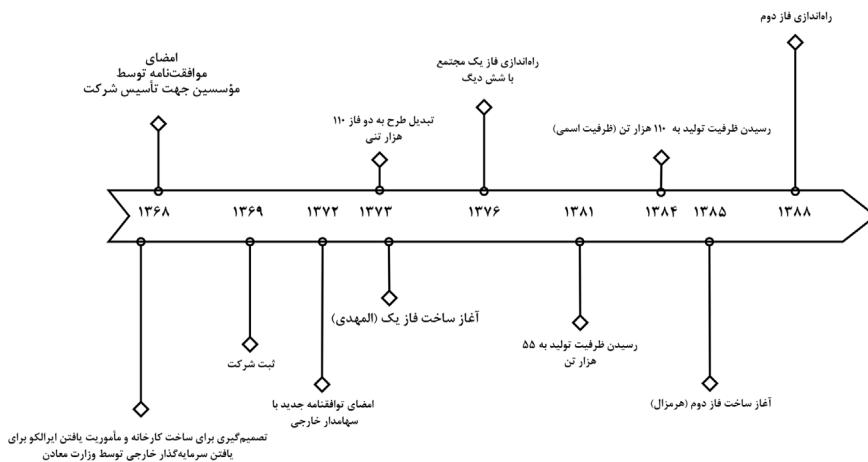 راه‌اندازی فاز دوم
امضای
موافقت‌نامه توسط
مؤسسین جهت تأسیس شرکت
راه‌اندازی فاز یک مجتمع
با شش دیگ
تبدیل طرح به دو فاز ۱۱۰
هزار تنی
رسیدن ظرفیت تولید به ۱۱۰ هزار تن (ظرفیت اسمی)
۱۳۶۸
۱۳۶۹
۱۳۷۲
۱۳۷۳
۱۳۷۶
۱۳۸۱
۱۳۸۴
۱۳۸۵
۱۳۸۸
آغاز ساخت فاز یک (المهدی)
رسیدن ظرفیت تولید به ۵۵
هزار تن
ثبت شرکت
امضای توافقنامه جدید با
سهامدار خارجی
آغاز ساخت فاز دوم (هرمزال)
تصمیم‌گیری برای ساخت کارخانه و مأموریت یافتن ایرالکو برای
یافتن سرمایه‌گذار خارجی توسط وزارت معادن